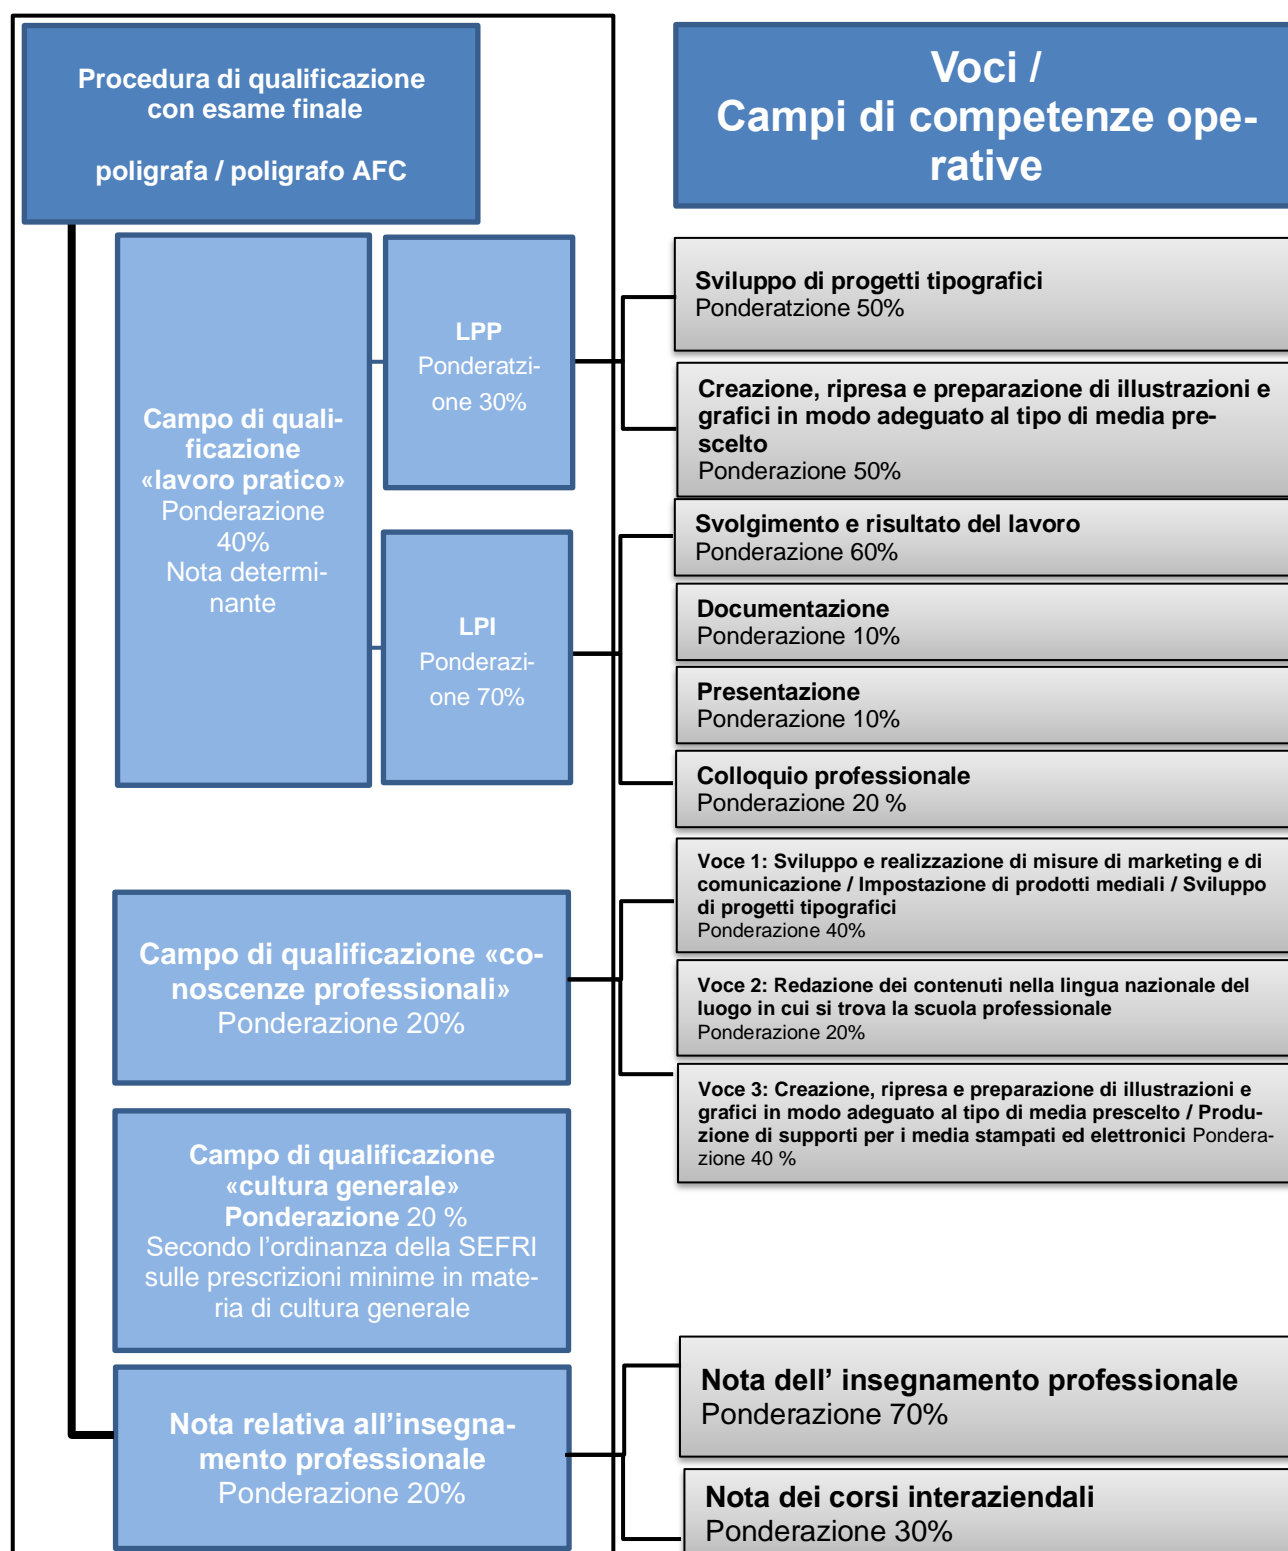 Procedura di qualificazione
con esame finale
poligrafa / poligrafo AFC
Voci /
Campi di competenze ope-
rative
Campo di quali-
ficazione
«lavoro pratico»
Ponderazione
40%
Nota determi-
nante
LPP
Ponderatzi-
one 30%
Sviluppo di progetti tipografici
Ponderatzione 50%
Creazione, ripresa e preparazione di illustrazioni e
grafici in modo adeguato al tipo di media pre-
scelto
Ponderazione 50%
LPI
Ponderazi-
one 70%
Svolgimento e risultato del lavoro
Ponderazione 60%
Documentazione
Ponderazione 10%
Presentazione
Ponderazione 10%
Colloquio professionale
Ponderazione 20 %
Campo di qualificazione «co-
noscenze professionali»
Ponderazione 20%
Voce 1: Sviluppo e realizzazione di misure di marketing e di
comunicazione / Impostazione di prodotti mediali / Sviluppo
di progetti tipografici
Ponderazione 40%
Voce 2: Redazione dei contenuti nella lingua nazionale del
luogo in cui si trova la scuola professionale
Ponderazione 20%
Voce 3: Creazione, ripresa e preparazione di illustrazioni e
grafici in modo adeguato al tipo di media prescelto / Produ-
zione di supporti per i media stampati ed elettronici Pondera-
zione 40 %
Campo di qualificazione
«cultura generale»
Ponderazione 20 %
Secondo l’ordinanza della SEFRI
sulle prescrizioni minime in mate-
ria di cultura generale
Nota relativa all’insegna-
mento professionale
Ponderazione 20%
Nota dell’ insegnamento professionale
Ponderazione 70%
Nota dei corsi interaziendali
Ponderazione 30%